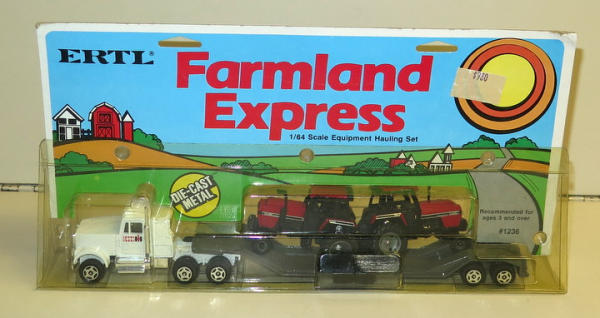 ERTL
Farmland
Express
1/64 Scale Equipment Hauling Set
DIE-CAST
METAL
Recommended for
ages 3 and over
#1236